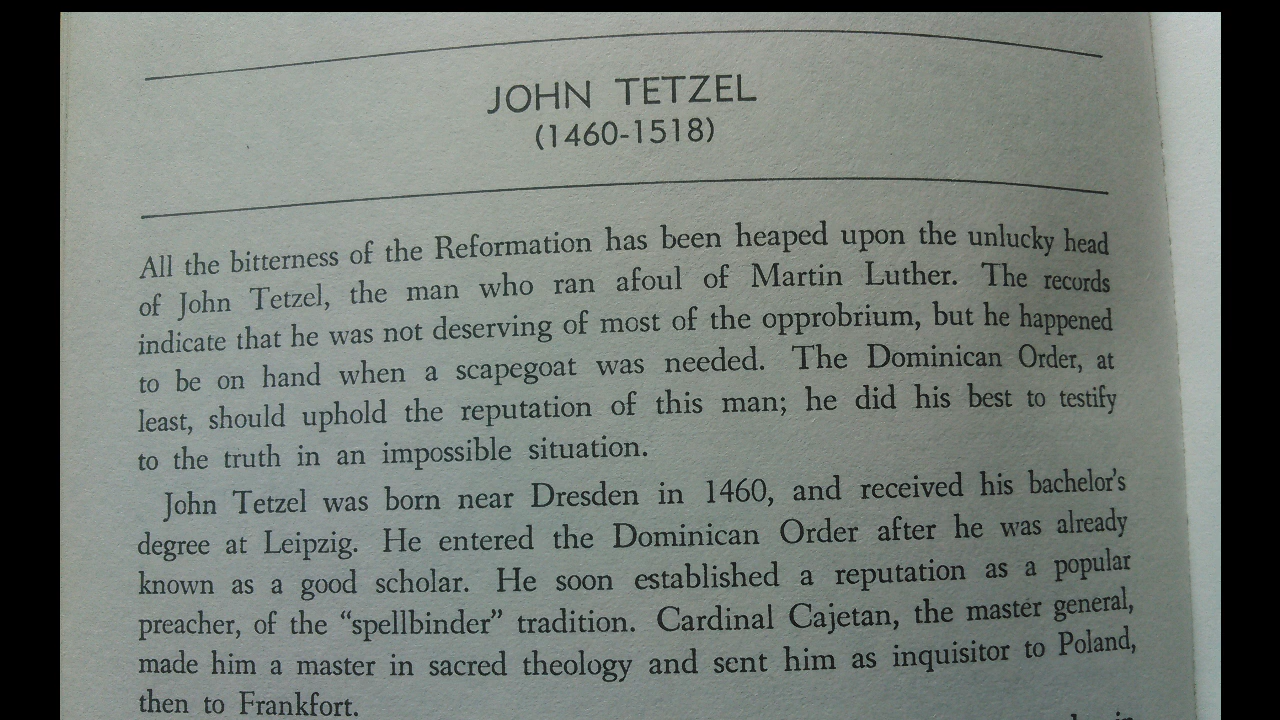 JOHN TETZEL
(1460-1518)
All the bitterness of the Reformation has been heaped upon the unlucky head
of John Tetzel, the man who ran afoul of Martin Luther. The records
indicate that he was not deserving of most of the opprobrium, but he happened
to be on hand when a scapegoat was needed. The Dominican Order, at
least, should uphold the reputation of this man; he did his best to testify
to the truth in an impossible situation.
John Tetzel was born near Dresden in 1460, and received his bachelor's
degree at Leipzig. He entered the Dominican Order after he was already
known as a good scholar. He soon established a reputation as a popular
preacher, of the “spellbinder” tradition. Cardinal Cajetan, the master general,
made him a master in sacred theology and sent him as inquisitor to Poland,
then to Frankfort.